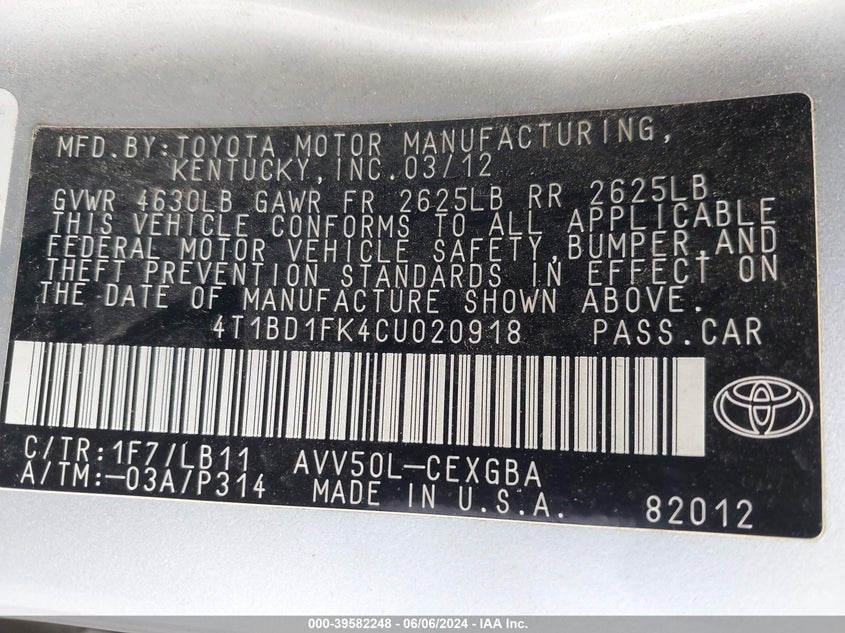 MFD.BY:TOYOTA MOTOR MANUFACTURING,
KENTUCKY,INC.03/12
GVWR 4630LB GAWR FR 2625LB RR 2625LB
THIS VEHICLE CONFORMS TO ALL APPLICABLE
FEDERAL MOTOR VEHICLE SAFETY,BUMPER,AND
THEFT PREVENTION STANDARDS IN EFFECT ON
THE DATE OF MANUFACTURE SHOWN ABOVE.
4T1BD1FK4CU020918 PASS.CAR
C/TR:1F7/LB11 AVV50L-CEXGBA
A/TM:-03A/P314 MADE IN U.S.A. 82012
000-39582248 - 06/06/2024 - IAA Inc.